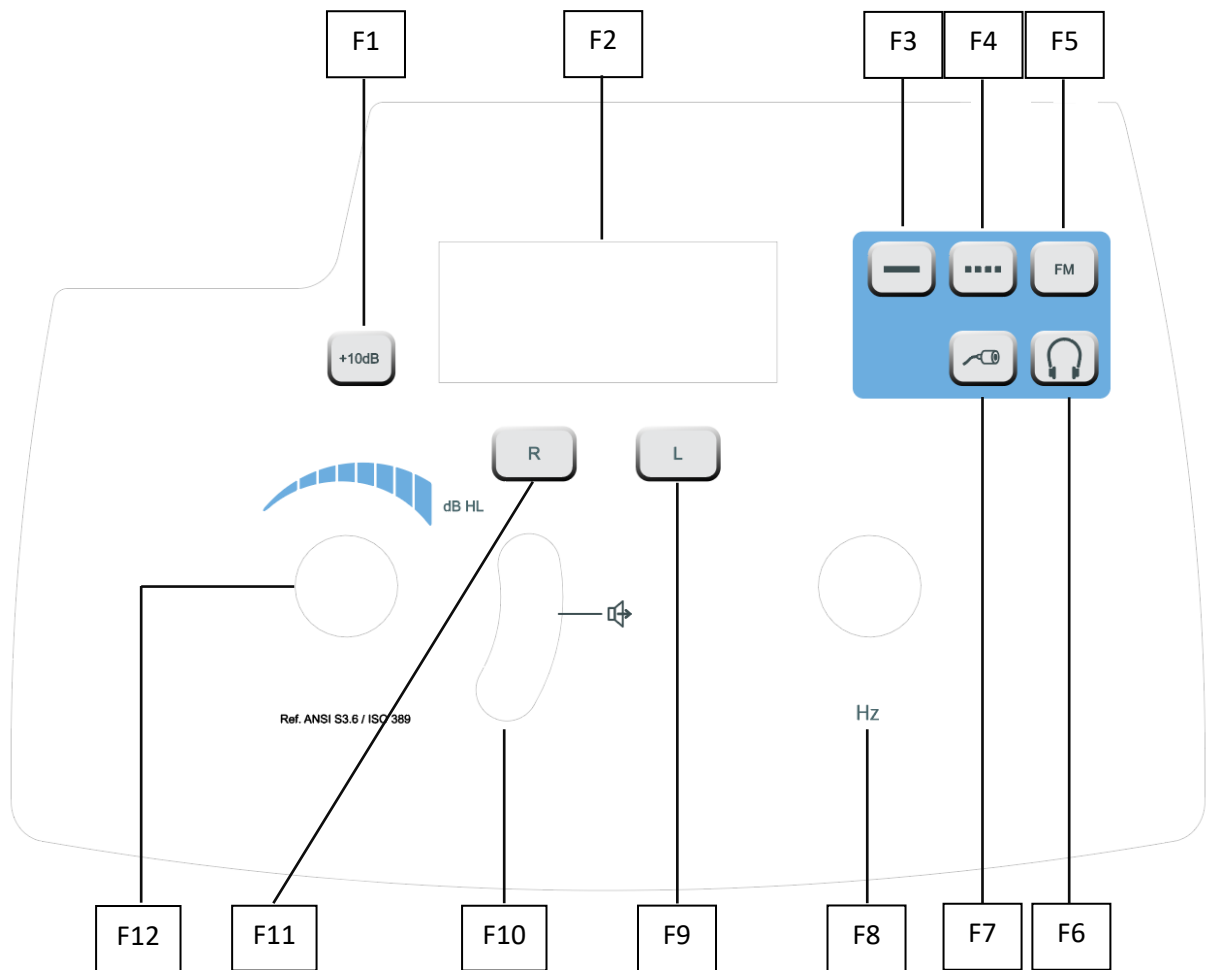 F1
F2
F3
F4
F5
FM
+10dB
R
L
dB HL
Ref. ANSI S3.6 / ISO 389
Hz
F12
F11
F10
F9
F8
F7
F6